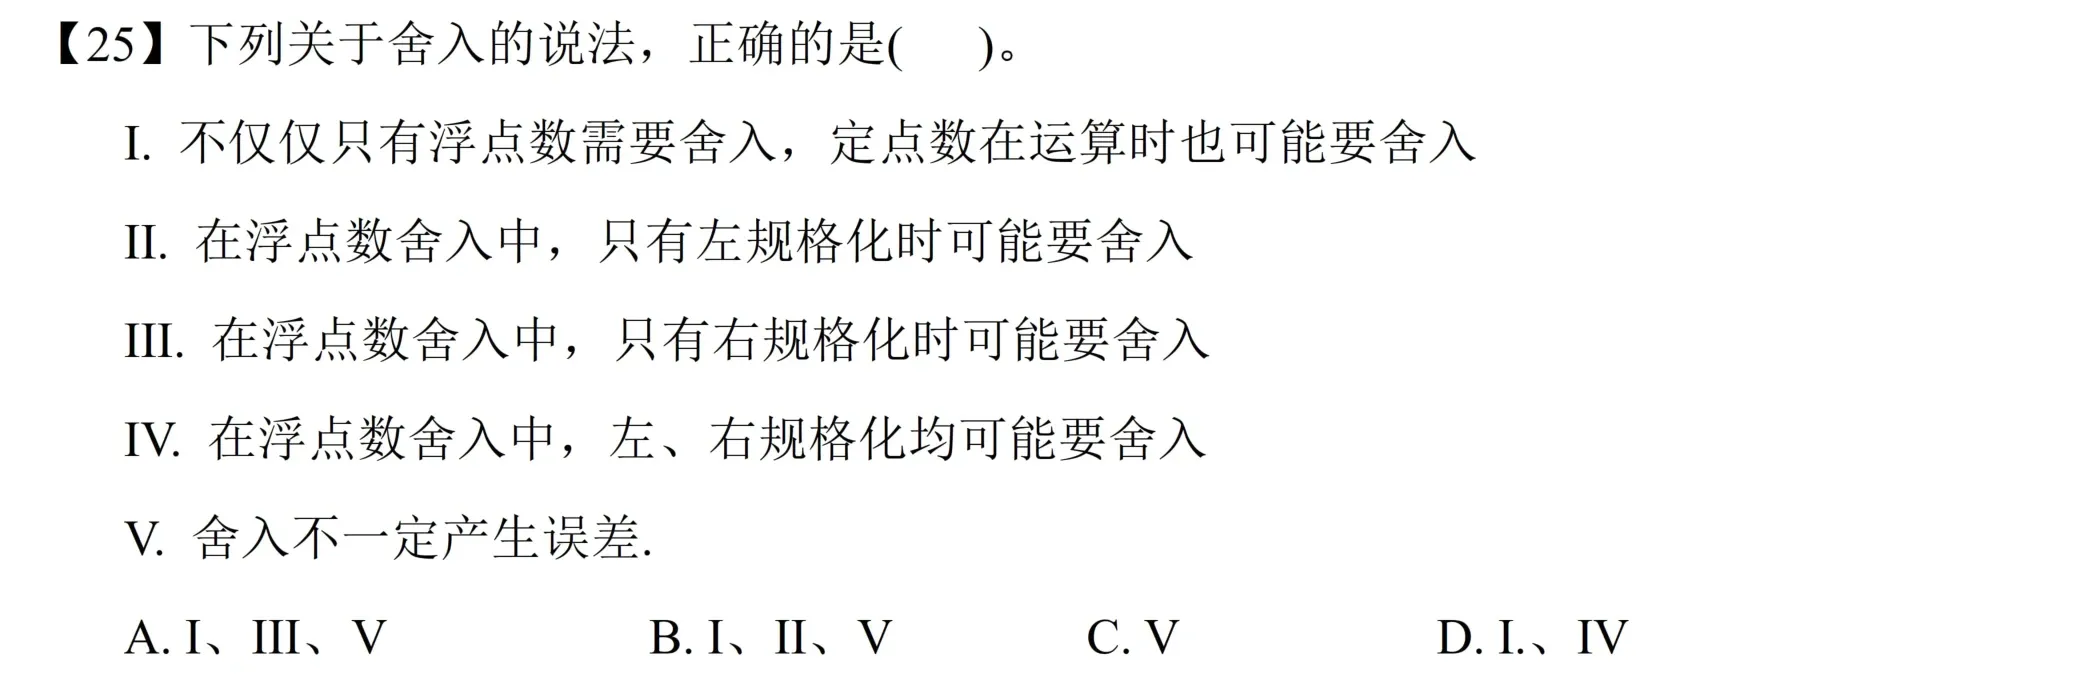 【25】下列关于舍入的说法，正确的是(    )。
I. 不仅仅只有浮点数需要舍入，定点数在运算时也可能要舍入
II. 在浮点数舍入中，只有左规格化时可能要舍入
III. 在浮点数舍入中，只有右规格化时可能要舍入
IV. 在浮点数舍入中，左、右规格化均可能要舍入
V. 舍入不一定产生误差.
A. I、III、V    B. I、II、V    C. V    D. I.、IV